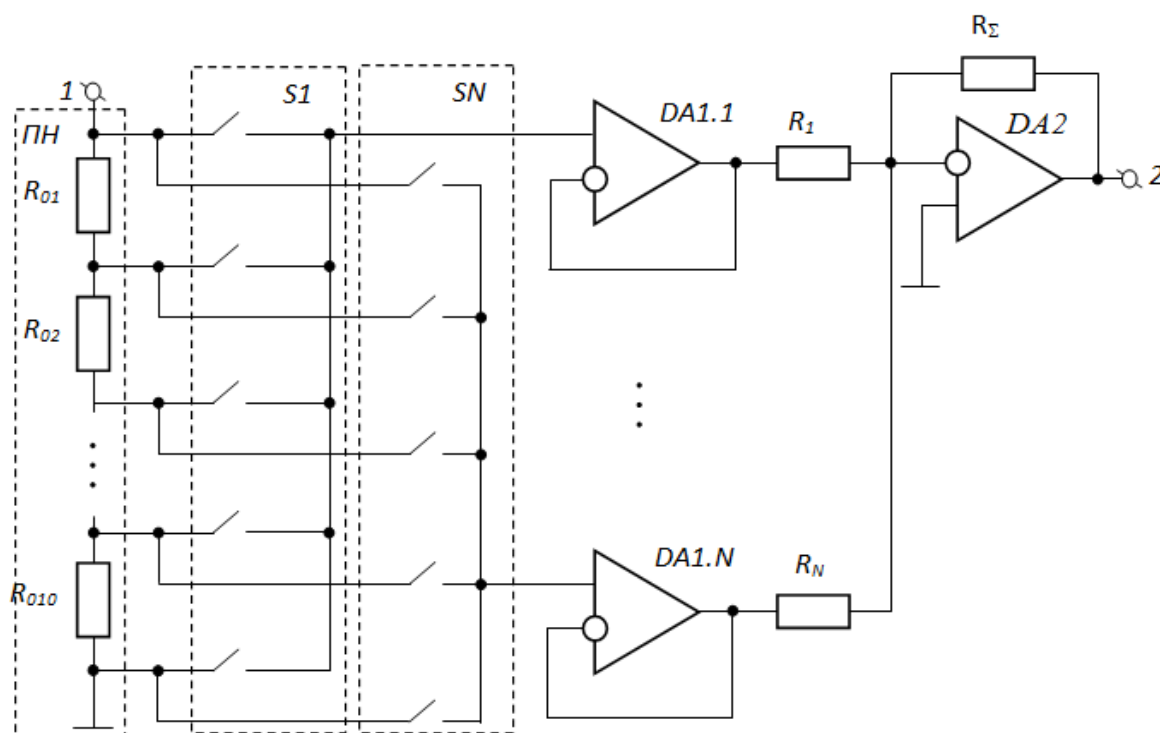 R_Σ
1
S1
SN
DA1.1
R_1
DA2
ПН
2
R_01
R_02
DA1.N
R_N
R_010